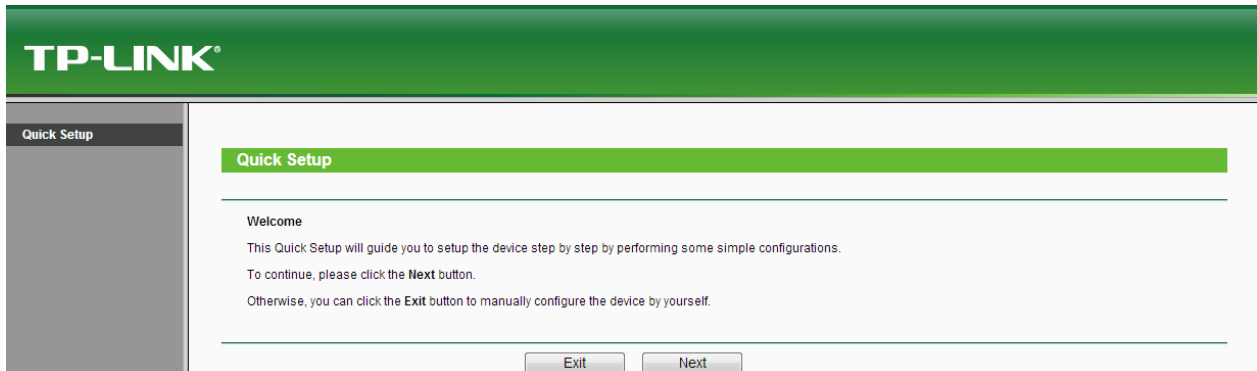 TP-LINK®
Quick Setup
Quick Setup
Welcome
This Quick Setup will guide you to setup the device step by step by performing some simple configurations.
To continue, please click the Next button.
Otherwise, you can click the Exit button to manually configure the device by yourself.
Exit Next